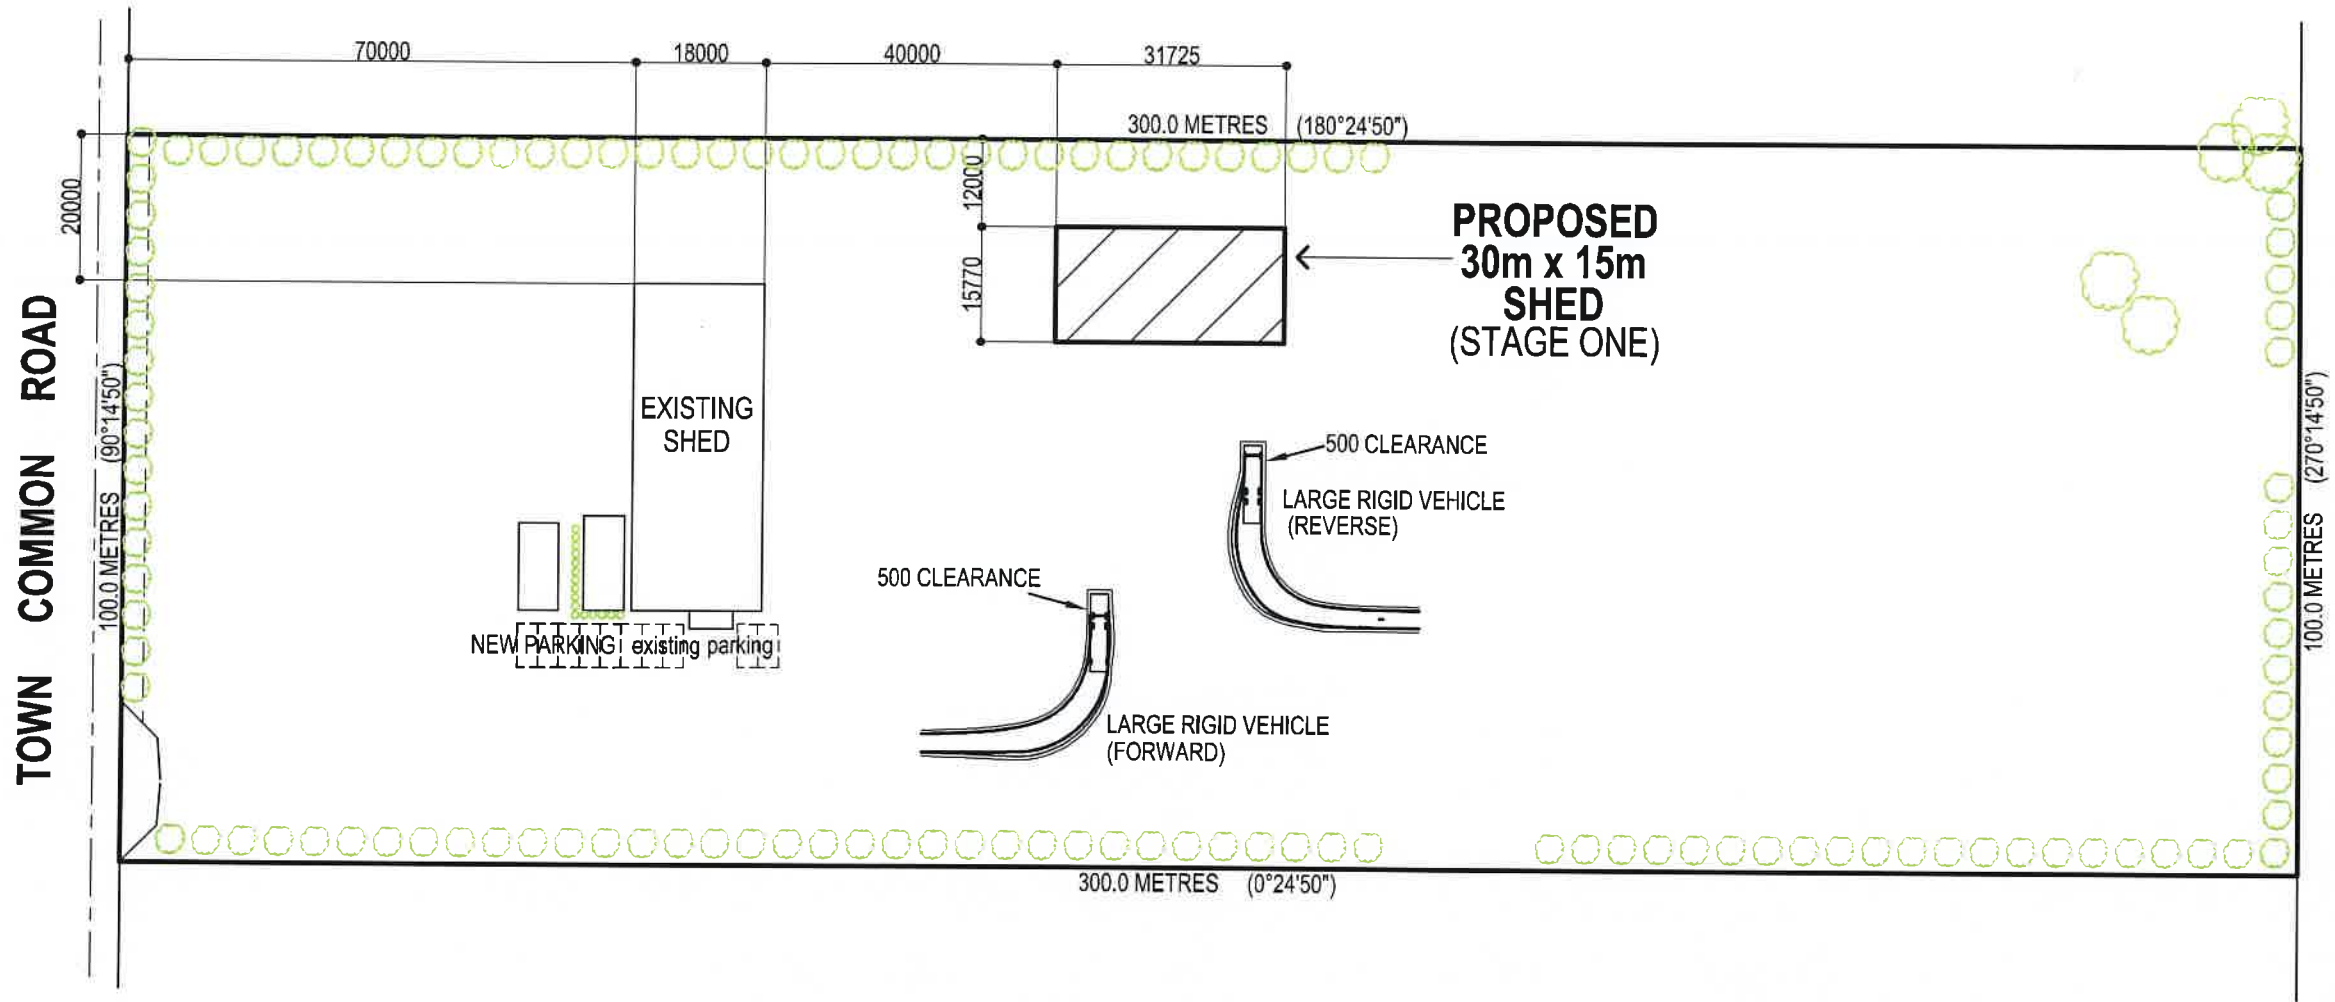 70000
18000
40000
31725
300.0 METRES (180°24'50")
20000
12000
15770
PROPOSED
30m x 15m
SHED
(STAGE ONE)
TOWN COMMON ROAD
100.0 METRES (90°14'50")
EXISTING
SHED
500 CLEARANCE
LARGE RIGID VEHICLE
(REVERSE)
500 CLEARANCE
NEW PARKING existing parking
LARGE RIGID VEHICLE
(FORWARD)
100.0 METRES (270°14'50")
300.0 METRES (0°24'50")